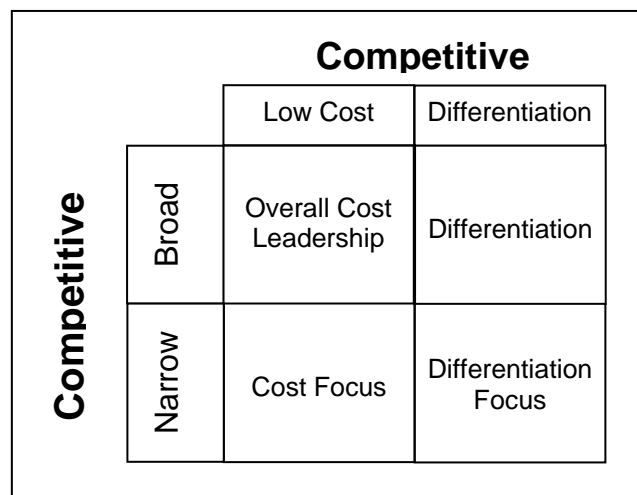 Competitive
Low Cost
Differentiation
Competitive
Broad
Overall Cost
Leadership
Differentiation
Narrow
Cost Focus
Differentiation
Focus